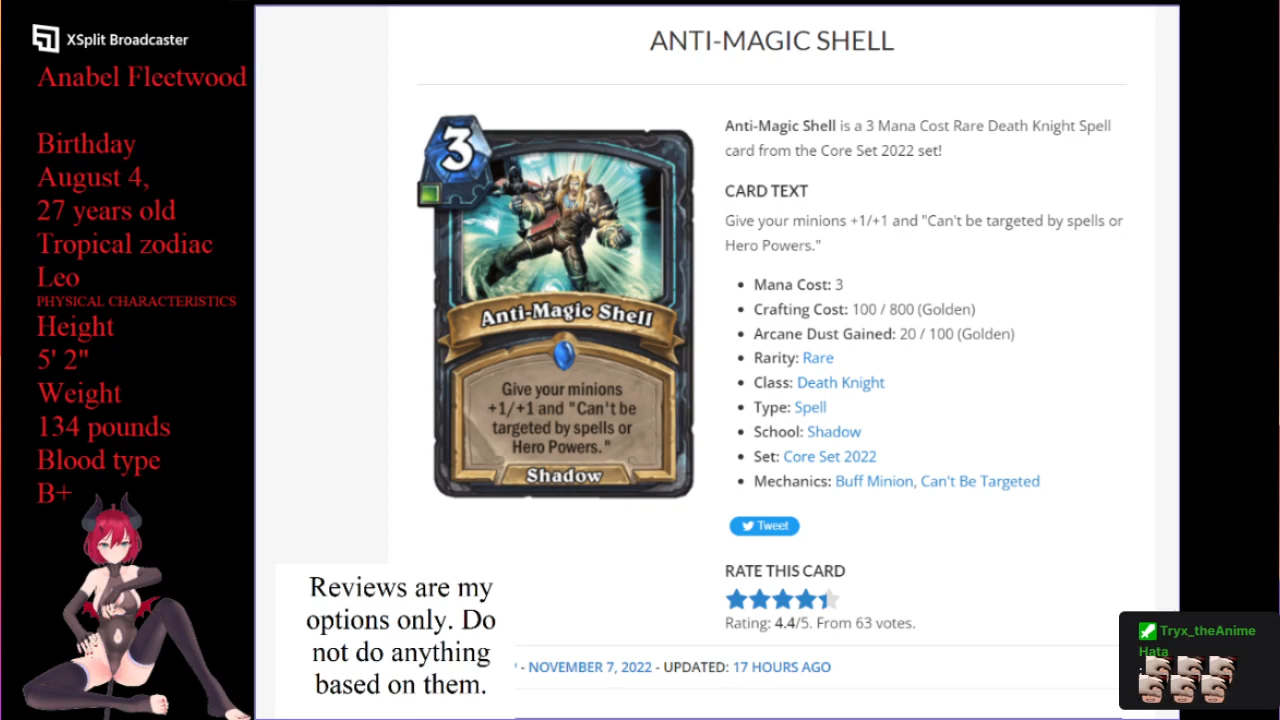 XSplit Broadcaster
Anabel Fleetwood
Birthday
August 4,
27 years old
Tropical zodiac
Leo
PHYSICAL CHARACTERISTICS
Height
5' 2"
Weight
134 pounds
Blood type
B+
ANTI-MAGIC SHELL
3
Anti-Magic Shell
Give your minions
+1/+1 and "Can't be
targeted by spells or
Hero Powers."
Shadow
Anti-Magic Shell is a 3 Mana Cost Rare Death Knight Spell
card from the Core Set 2022 set!
CARD TEXT
Give your minions +1/+1 and "Can't be targeted by spells or
Hero Powers."
Mana Cost: 3
Crafting Cost: 100 / 800 (Golden)
Arcane Dust Gained: 20 / 100 (Golden)
Rarity: Rare
Class: Death Knight
Type: Spell
School: Shadow
Set: Core Set 2022
Mechanics: Buff Minion, Can't Be Targeted
Tweet
RATE THIS CARD
Rating: 4.4/5. From 63 votes.
- NOVEMBER 7, 2022 - UPDATED: 17 HOURS AGO
Reviews are my
options only. Do
not do anything
based on them.
Tryx_theAnime
Hata